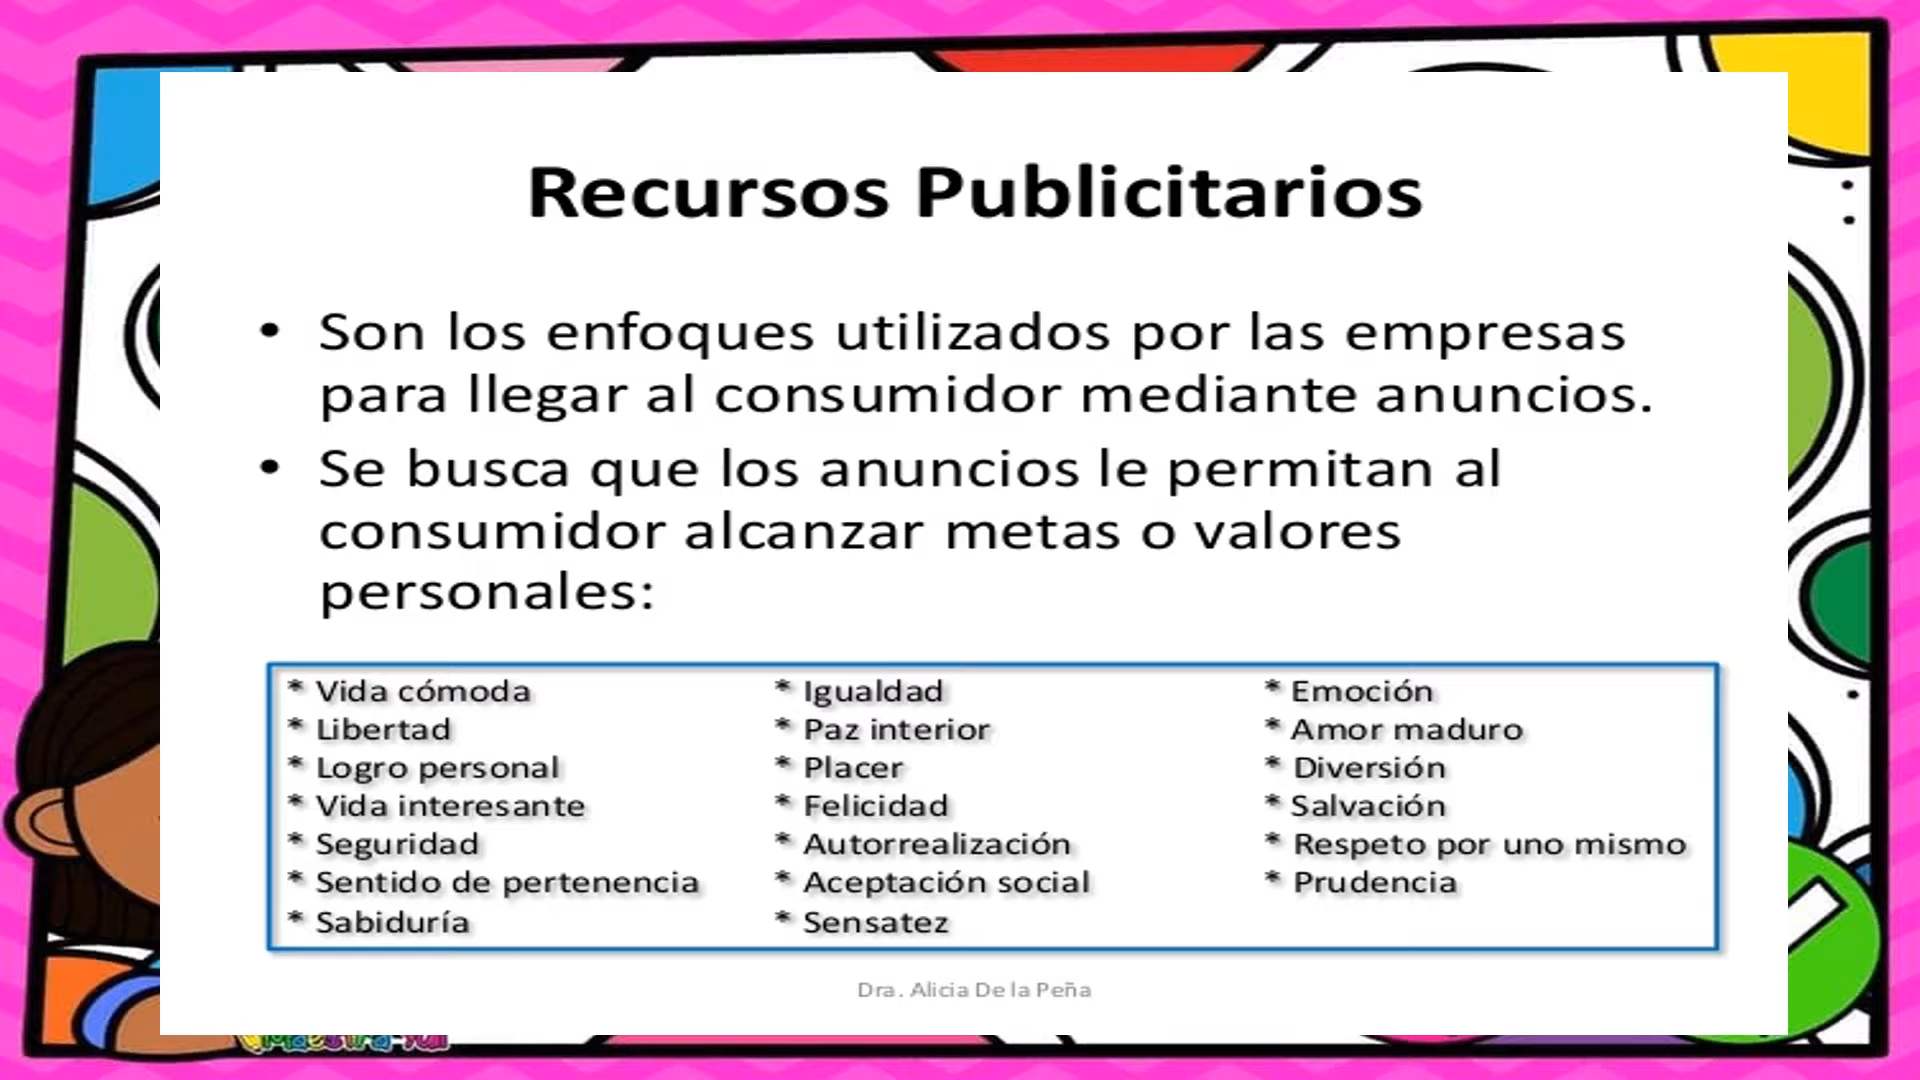 Recursos Publicitarios
• Son los enfoques utilizados por las empresas
para llegar al consumidor mediante anuncios.
• Se busca que los anuncios le permitan al
consumidor alcanzar metas o valores
personales:
* Vida cómoda
* Libertad
* Logro personal
* Vida interesante
* Seguridad
* Sentido de pertenencia
* Sabiduría
* Igualdad
* Paz interior
* Placer
* Felicidad
* Autorrealización
* Aceptación social
* Sensatez
* Emoción
* Amor maduro
* Diversión
* Salvación
* Respeto por uno mismo
* Prudencia
Dra. Alicia De la Peña